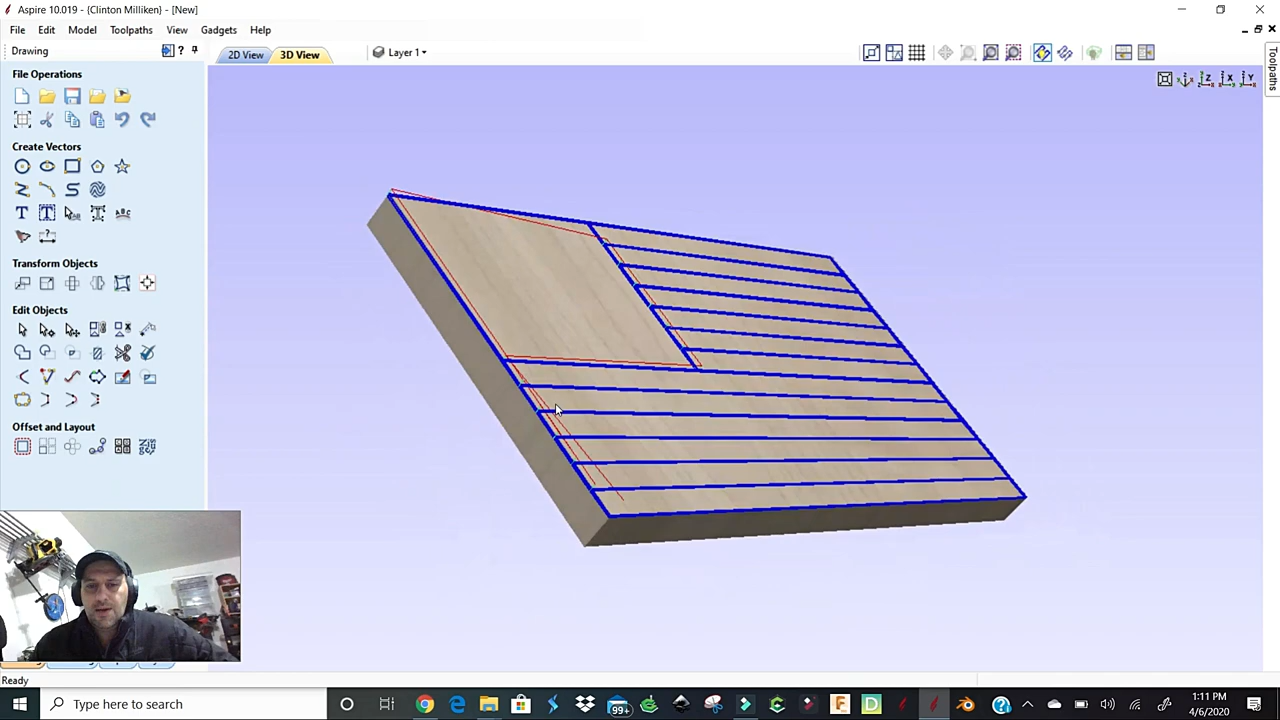 Aspire 10.019 - {Clinton Milliken} - [New]
File Edit Model Toolpaths View Gadgets Help
Drawing
2D View
3D View
Layer 1
Toolpaths
File Operations
Create Vectors
Transform Objects
Edit Objects
Offset and Layout
Ready
Type here to search
99+
1:11 PM
4/6/2020